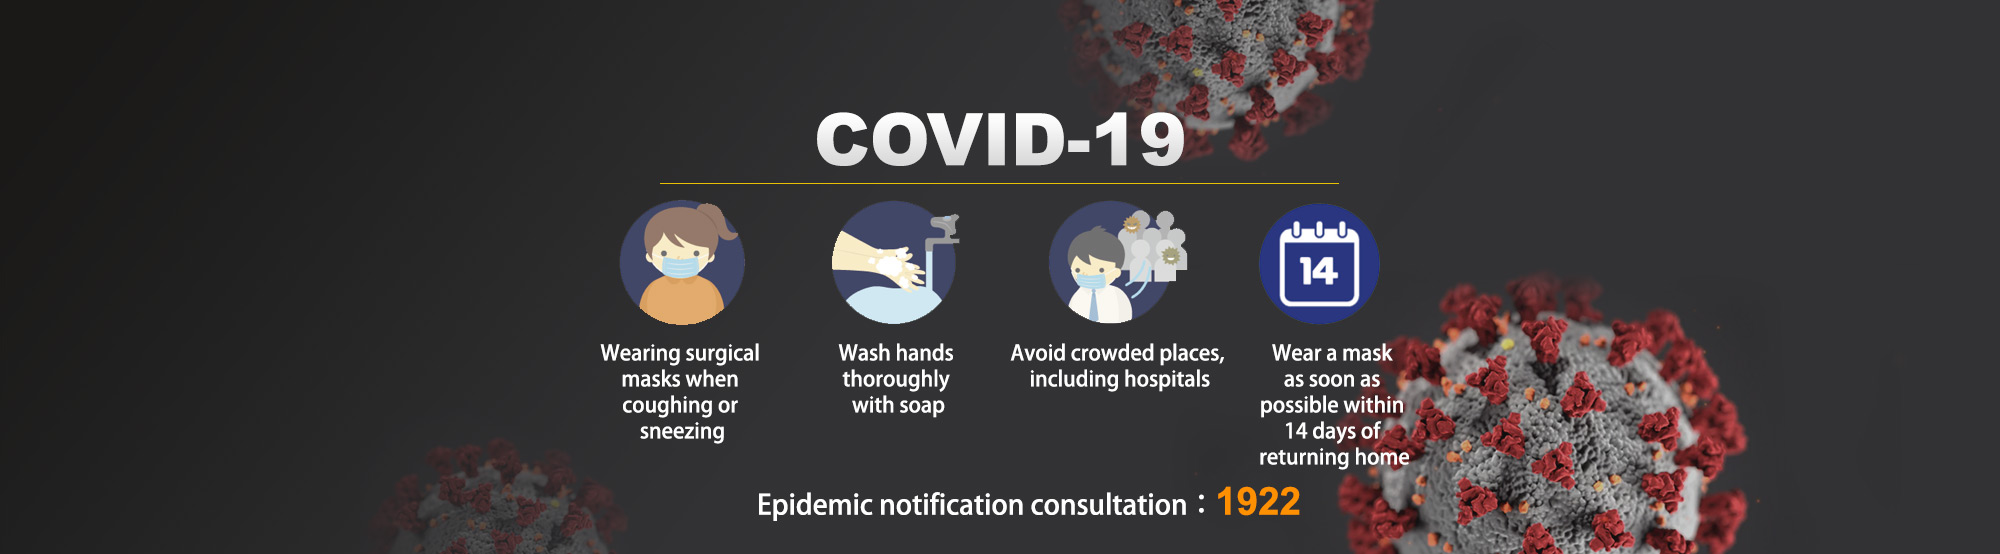 COVID-19
14
Wearing surgical
masks when
coughing or
sneezing
Wash hands
thoroughly
with soap
Avoid crowded places,
including hospitals
Wear a mask
as soon as
possible within
14 days of
returning home
Epidemic notification consultation：1922